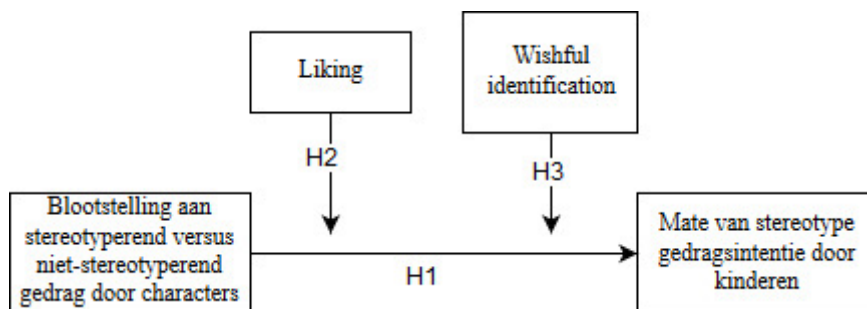 Liking
Wishful
identification
H2
H3
Blootstelling aan
stereotyperend versus
niet-stereotyperend
gedrag door characters
H1
Mate van stereotype
gedragsintentie door
kinderen